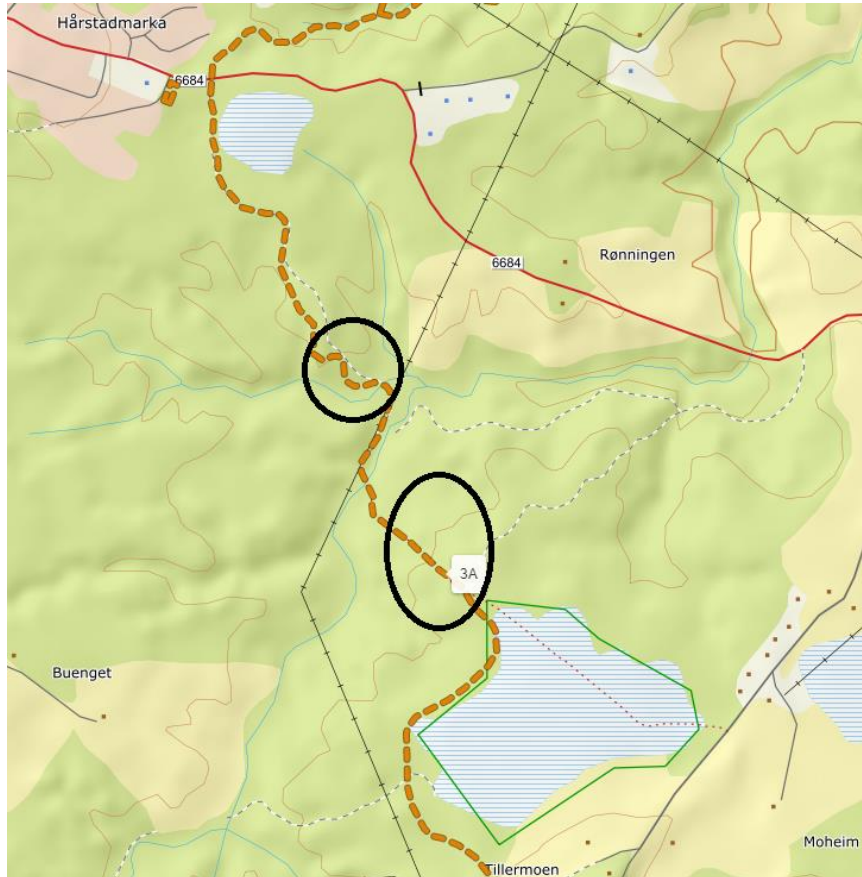 Hårstadmarka
6684
Rønningen
6684
3A
Buenget
Moheim
Tillermoen